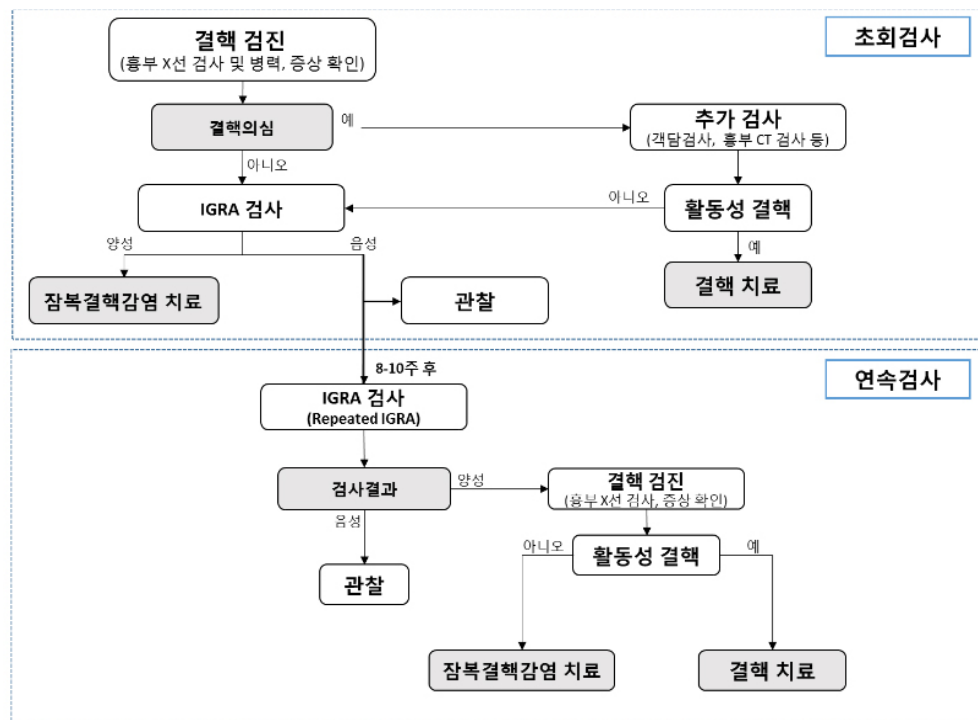 초회검사
결핵 검진
(흉부 X선 검사 및 병력, 증상 확인)
결핵의심
예
추가 검사
(객담검사, 흉부 CT 검사 등)
아니오
IGRA 검사
아니오
활동성 결핵
양성
음성
예
잠복결핵감염 치료
관찰
결핵 치료
연속검사
8-10주 후
IGRA 검사
(Repeated IGRA)
검사결과
양성
결핵 검진
(흉부 X선 검사, 증상 확인)
음성
아니오
활동성 결핵
예
관찰
잠복결핵감염 치료
결핵 치료